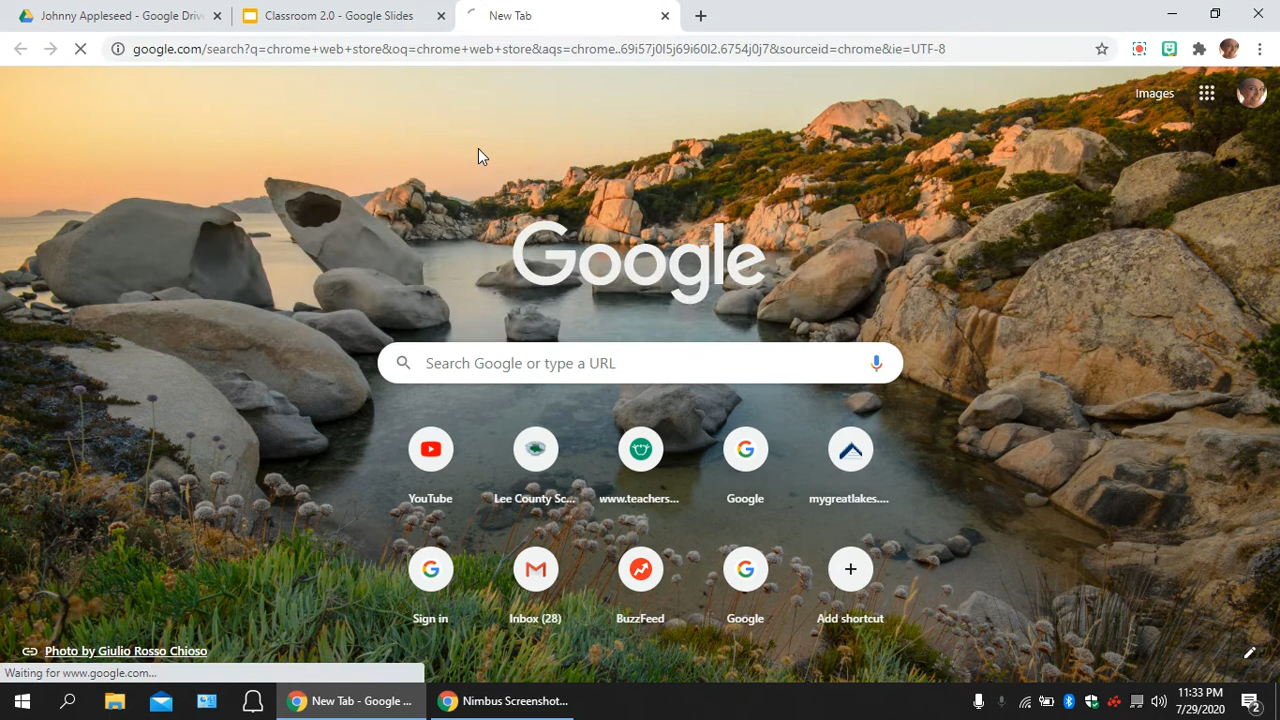 Johnny Appleseed - Google Drive
Classroom 2.0 - Google Slides
New Tab
google.com/search?q=chrome+web+store&oq=chrome+web+store&aqs=chrome..69i57j0l5j69i60l2.6754j0j7&sourceid=chrome&ie=UTF-8
Images
Google
Search Google or type a URL
YouTube
Lee County Sc...
www.teachers...
Google
mygreatlakes....
Sign in
Inbox (28)
BuzzFeed
Google
Add shortcut
Photo by Giulio Rosso Chioso
Waiting for www.google.com...
New Tab - Google ...
Nimbus Screenshot...
11:33 PM
7/29/2020
2